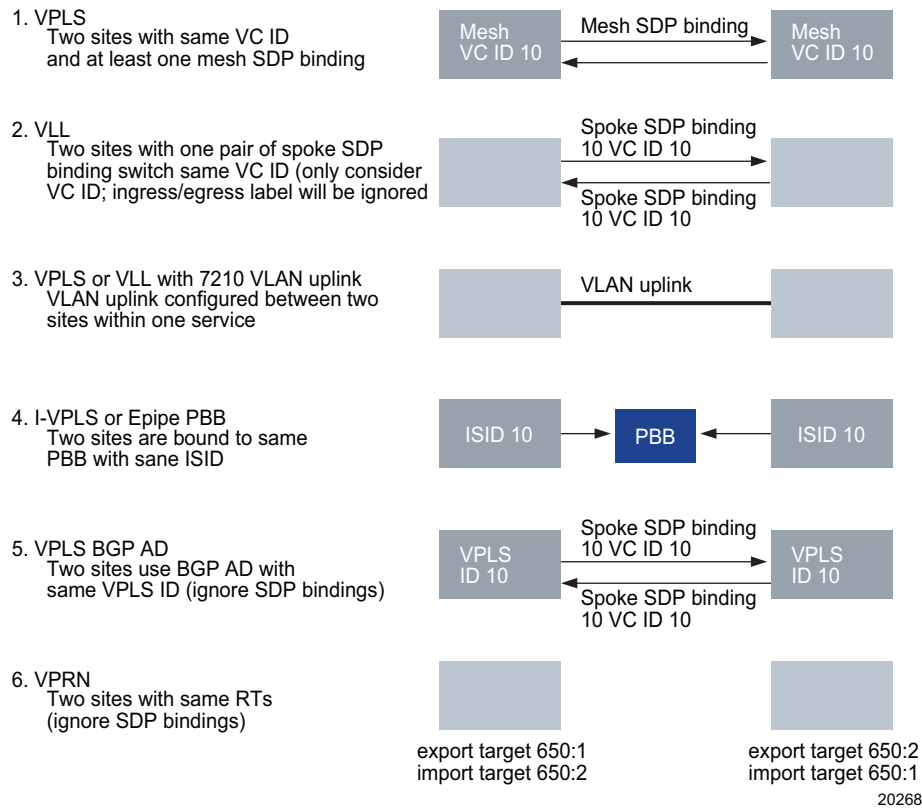 1. VPLS
Two sites with same VC ID
and at least one mesh SDP binding
Mesh
VC ID 10
Mesh SDP binding
Mesh
VC ID 10
2. VLL
Two sites with one pair of spoke SDP
binding switch same VC ID (only consider
VC ID; ingress/egress label will be ignored
Spoke SDP binding
10 VC ID 10
Spoke SDP binding
10 VC ID 10
3. VPLS or VLL with 7210 VLAN uplink
VLAN uplink configured between two
sites within one service
VLAN uplink
4. I-VPLS or Epipe PBB
Two sites are bound to same
PBB with sane ISID
ISID 10
PBB
ISID 10
5. VPLS BGP AD
Two sites use BGP AD with
same VPLS ID (ignore SDP bindings)
VPLS
ID 10
Spoke SDP binding
10 VC ID 10
Spoke SDP binding
10 VC ID 10
VPLS
ID 10
6. VPRN
Two sites with same RTs
(ignore SDP bindings)
export target 650:1
import target 650:2
export target 650:2
import target 650:1
20268